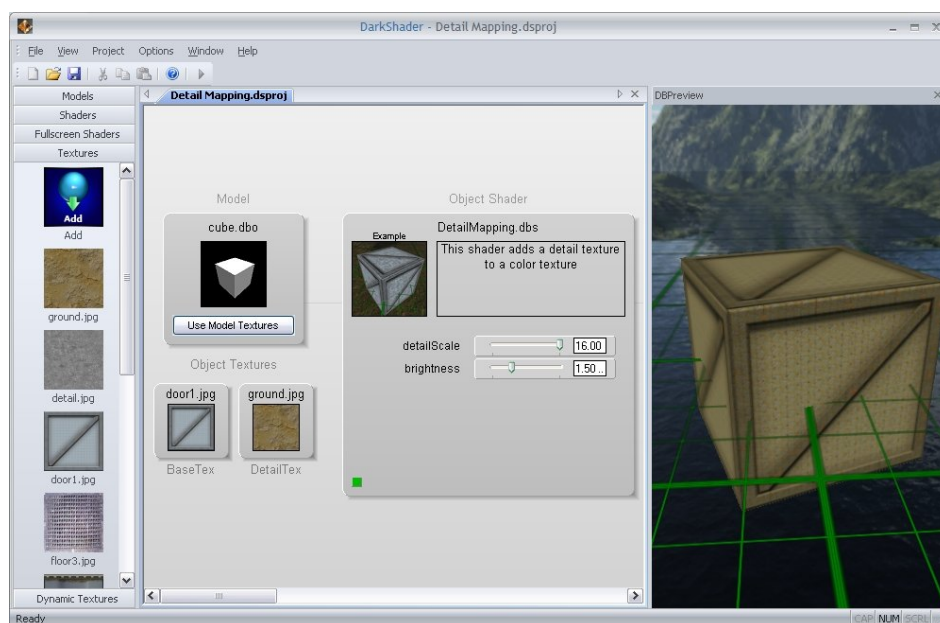 DarkShader - Detail Mapping.dsproj
File View Project Options Window Help
Models
Shaders
Fullscreen Shaders
Textures
Add
Add
ground.jpg
detail.jpg
door1.jpg
floor3.jpg
Dynamic Textures
Detail Mapping.dsproj
Model
cube.dbo
Use Model Textures
Object Textures
door1.jpg
BaseTex
ground.jpg
DetailTex
Object Shader
Example
DetailMapping.dbs
This shader adds a detail texture
to a color texture
detailScale 16.00
brightness 1.50 ..
DBPreview
Ready
CAP NUM SCRL